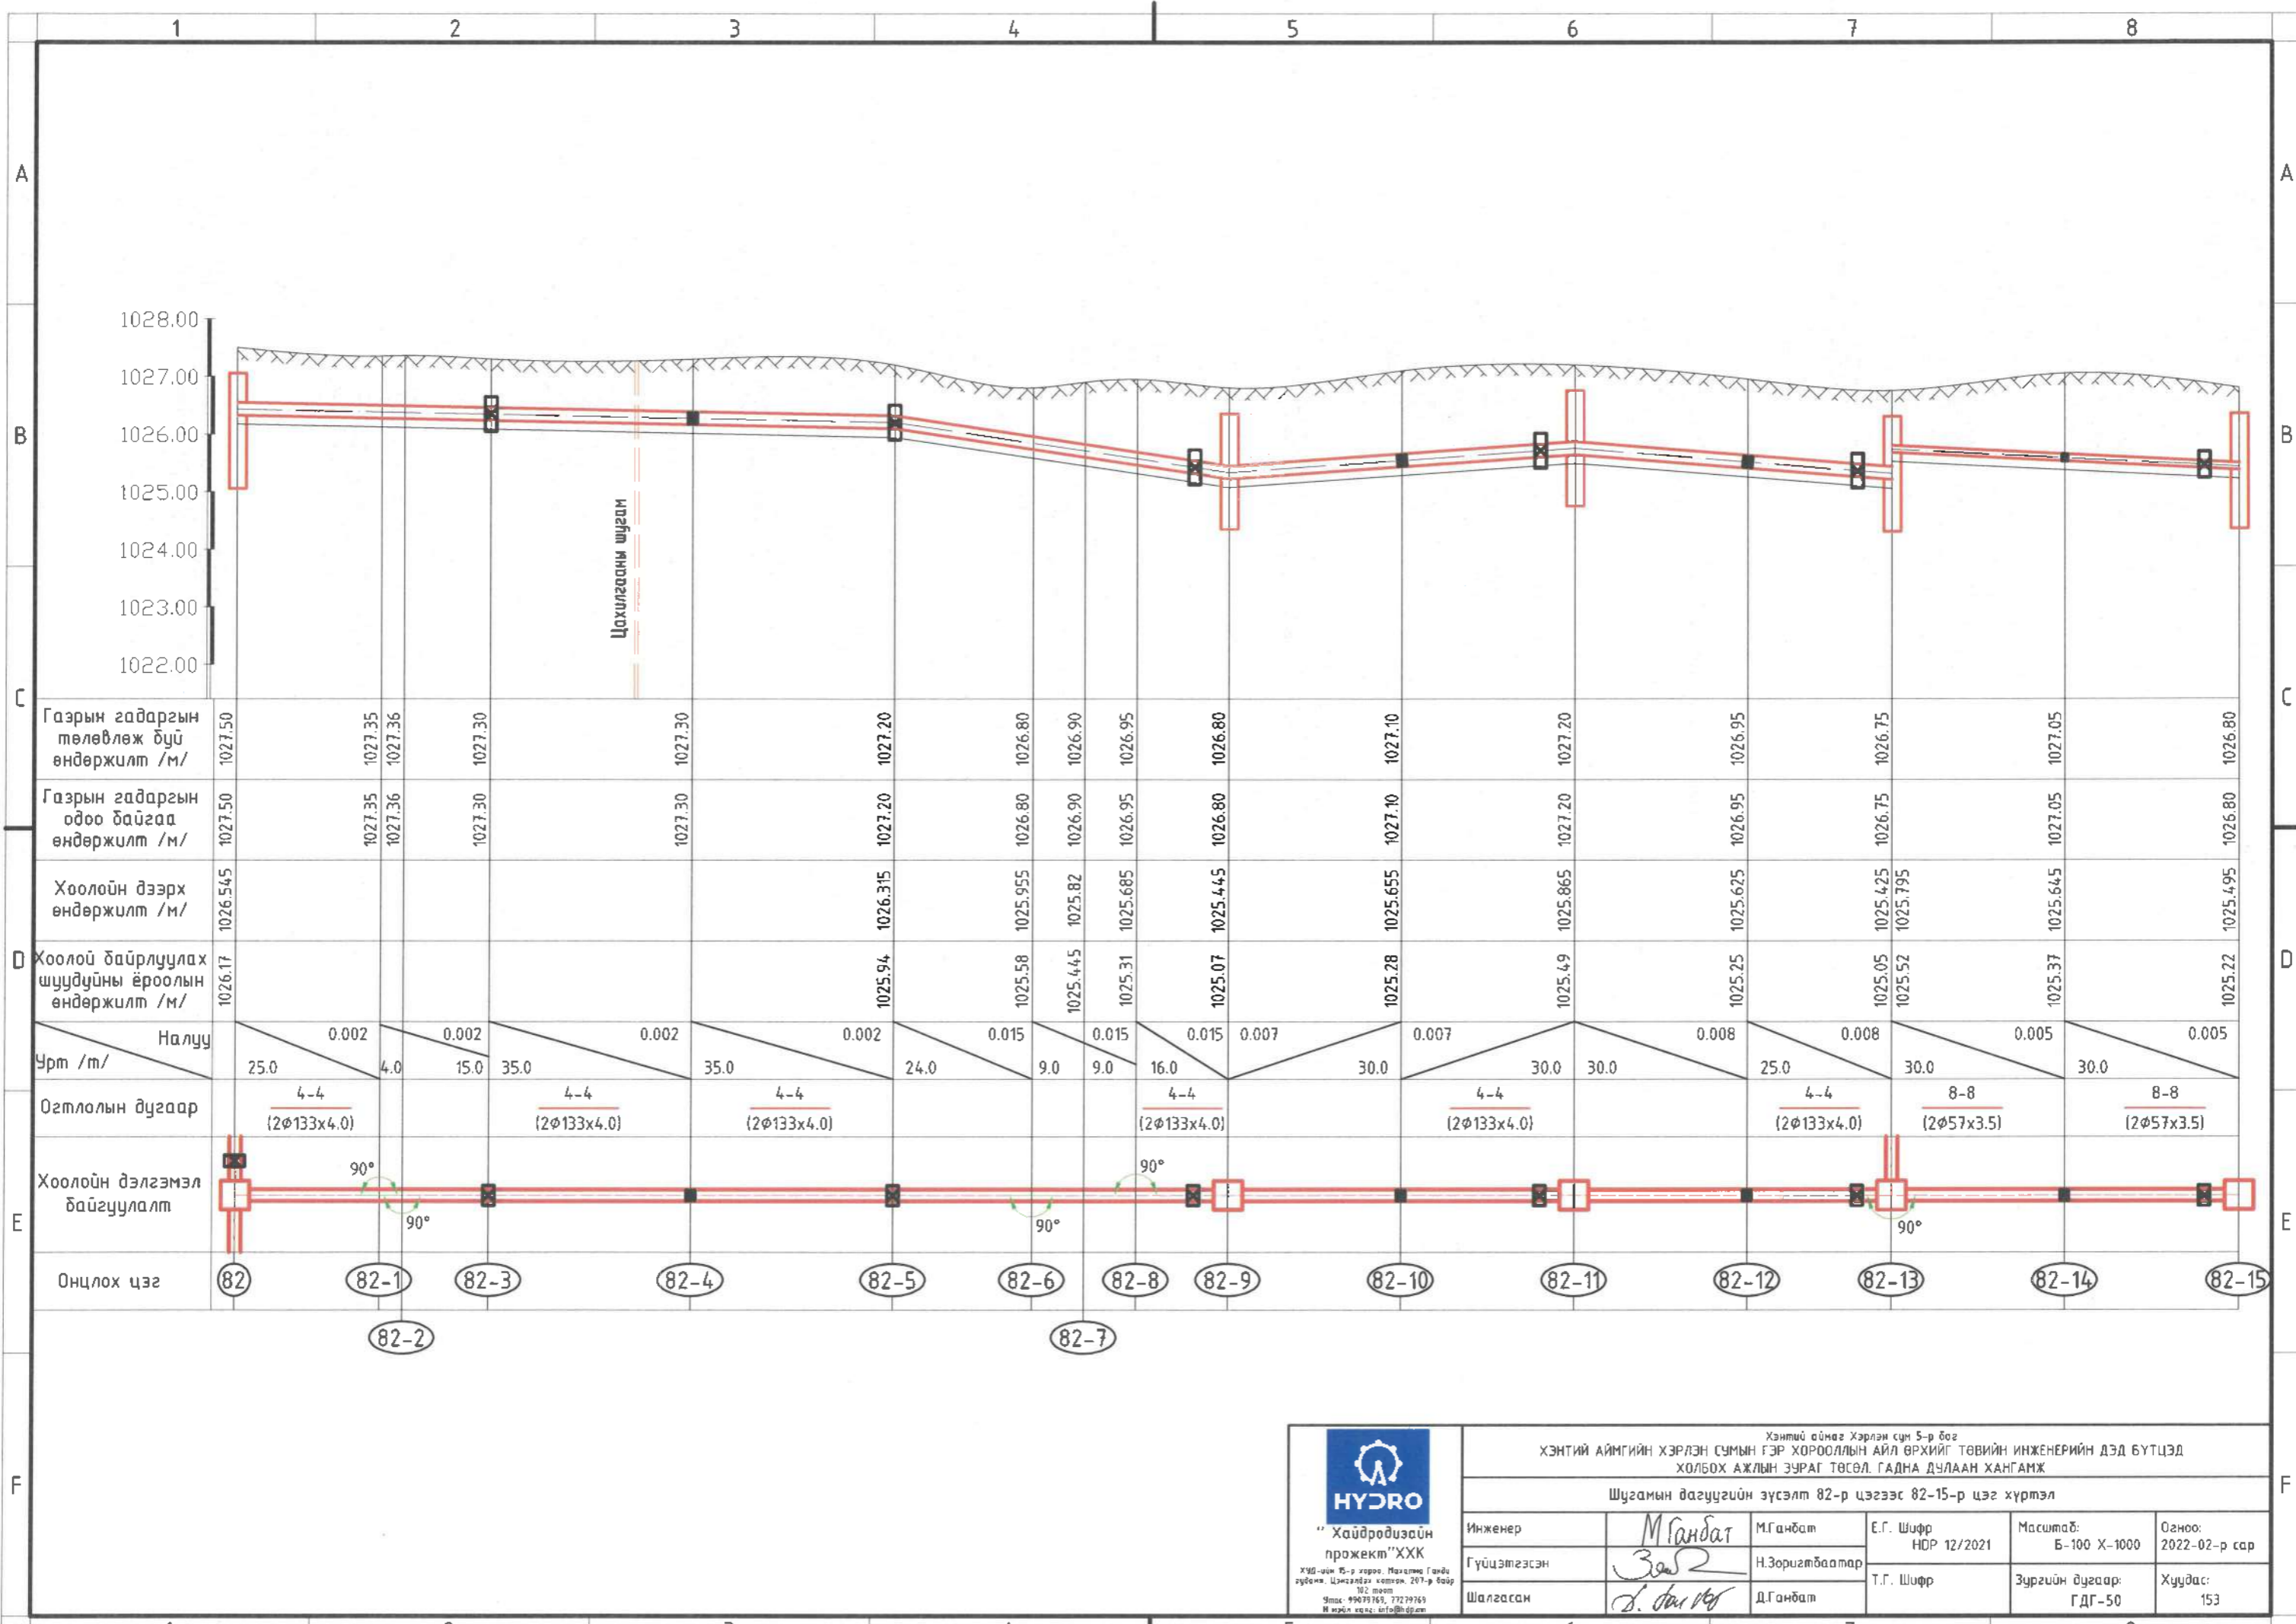 1 2 3 4 5 6 7 8
A A
B B
C C
D D
E E
F F
1028.00
1027.00
1026.00
1025.00
1024.00
1023.00
1022.00
Цахилгааны шугам
Газрын гадаргын
төлөвлөж буй
өндөржилт /м/
1027.50 1027.35 1027.36 1027.30 1027.30 1027.20 1026.80 1026.90 1026.95 1026.80 1027.10 1027.20 1026.95 1026.75 1027.05 1026.80
Газрын гадаргын
одоо байгаа
өндөржилт /м/
1027.50 1027.35 1027.36 1027.30 1027.30 1027.20 1026.80 1026.90 1026.95 1026.80 1027.10 1027.20 1026.95 1026.75 1027.05 1026.80
Хоолойн дээрх
өндөржилт /м/
1026.545 1026.315 1025.955 1025.82 1025.685 1025.445 1025.655 1025.865 1025.625 1025.425 1025.795 1025.645 1025.495
Хоолой байрлуулах
шуудуйны ёроолын
өндөржилт /м/
1026.17 1025.94 1025.58 1025.445 1025.31 1025.07 1025.28 1025.49 1025.25 1025.05 1025.52 1025.37 1025.22
Налуу 0.002 0.002 0.002 0.002 0.015 0.015 0.015 0.007 0.007 0.008 0.008 0.005 0.005
Урт /m/ 25.0 4.0 15.0 35.0 35.0 24.0 9.0 9.0 16.0 30.0 30.0 30.0 25.0 30.0 30.0
Огтлолын дугаар
4-4 4-4 4-4 4-4 4-4 4-4 8-8 8-8
(2Ø133x4.0) (2Ø133x4.0) (2Ø133x4.0) (2Ø133x4.0) (2Ø133x4.0) (2Ø133x4.0) (2Ø57x3.5) (2Ø57x3.5)
Хоолойн дэлгэмэл
байгуулалт
90° 90° 90° 90° 90°
Онцлох цэг
82 82-1 82-3 82-4 82-5 82-6 82-8 82-9 82-10 82-11 82-12 82-13 82-14 82-15
82-2 82-7
HYDRO
" Хайдродизайн
прожект"ХХК
Хэнтий аймаг Хэрлэн сум 5-р баг
ХЭНТИЙ АЙМГИЙН ХЭРЛЭН СУМЫН ГЭР ХОРООЛЛЫН АЙЛ ӨРХИЙГ ТӨВИЙН ИНЖЕНЕРИЙН ДЭД БҮТЦЭД
ХОЛБОХ АЖЛЫН ЗУРАГ ТӨСӨЛ. ГАДНА ДУЛААН ХАНГАМЖ
Шугамын дагуугийн зүсэлт 82-р цэгээс 82-15-р цэг хүртэл
Инженер М Ганбат М.Ганбат
Гүйцэтгэсэн Н.Зоригтбаатар
Шалгасан Д.Ганбат
Е.Г. Шифр
HDP 12/2021
Т.Г. Шифр
Масштаб:
Б-100 Х-1000
Зургийн дугаар:
ГДГ-50
Огноо:
2022-02-р сар
Хуудас:
153